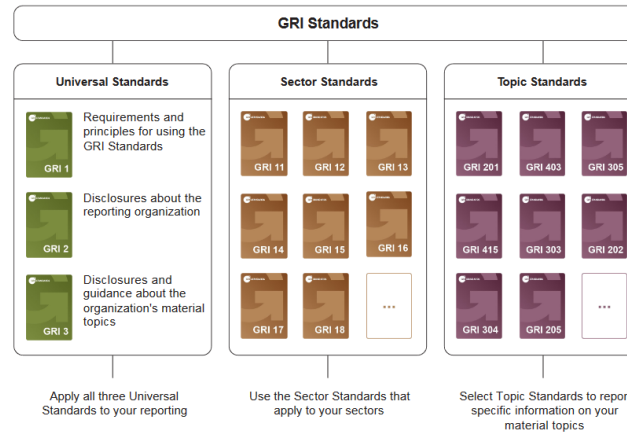 GRI Standards
Universal Standards
GRI 1
Requirements and
principles for using the
GRI Standards
GRI 2
Disclosures about the
reporting organization
GRI 3
Disclosures and
guidance about the
organization's material
topics
Apply all three Universal
Standards to your reporting
Sector Standards
GRI 11
GRI 12
GRI 13
GRI 14
GRI 15
GRI 16
GRI 17
GRI 18
...
Use the Sector Standards that
apply to your sectors
Topic Standards
GRI 201
GRI 403
GRI 305
GRI 415
GRI 303
GRI 202
GRI 304
GRI 205
...
Select Topic Standards to report
specific information on your
material topics